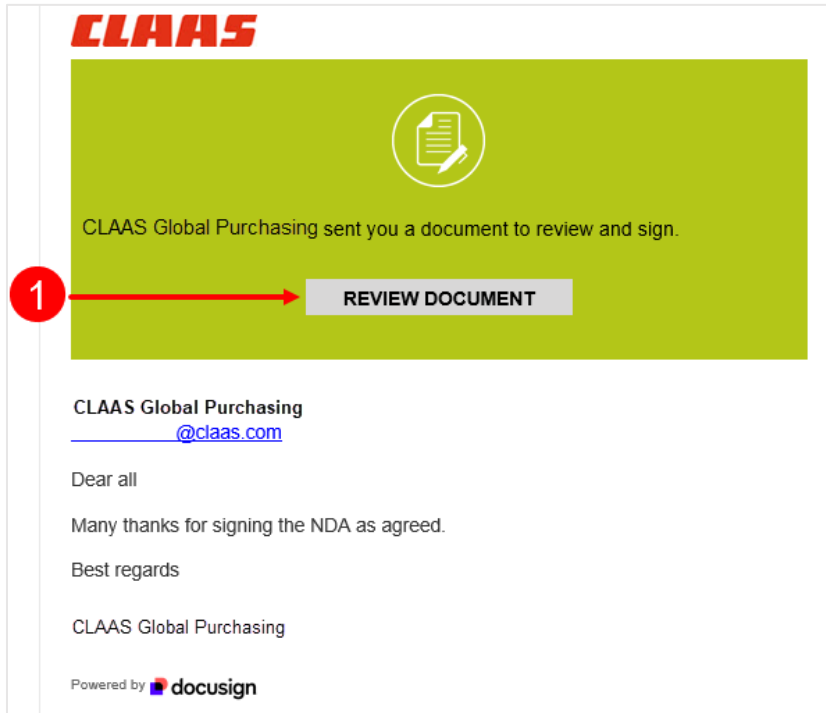 CLAAS
CLAAS Global Purchasing sent you a document to review and sign.
1
REVIEW DOCUMENT
CLAAS Global Purchasing
@claas.com
Dear all
Many thanks for signing the NDA as agreed.
Best regards
CLAAS Global Purchasing
Powered by docusign